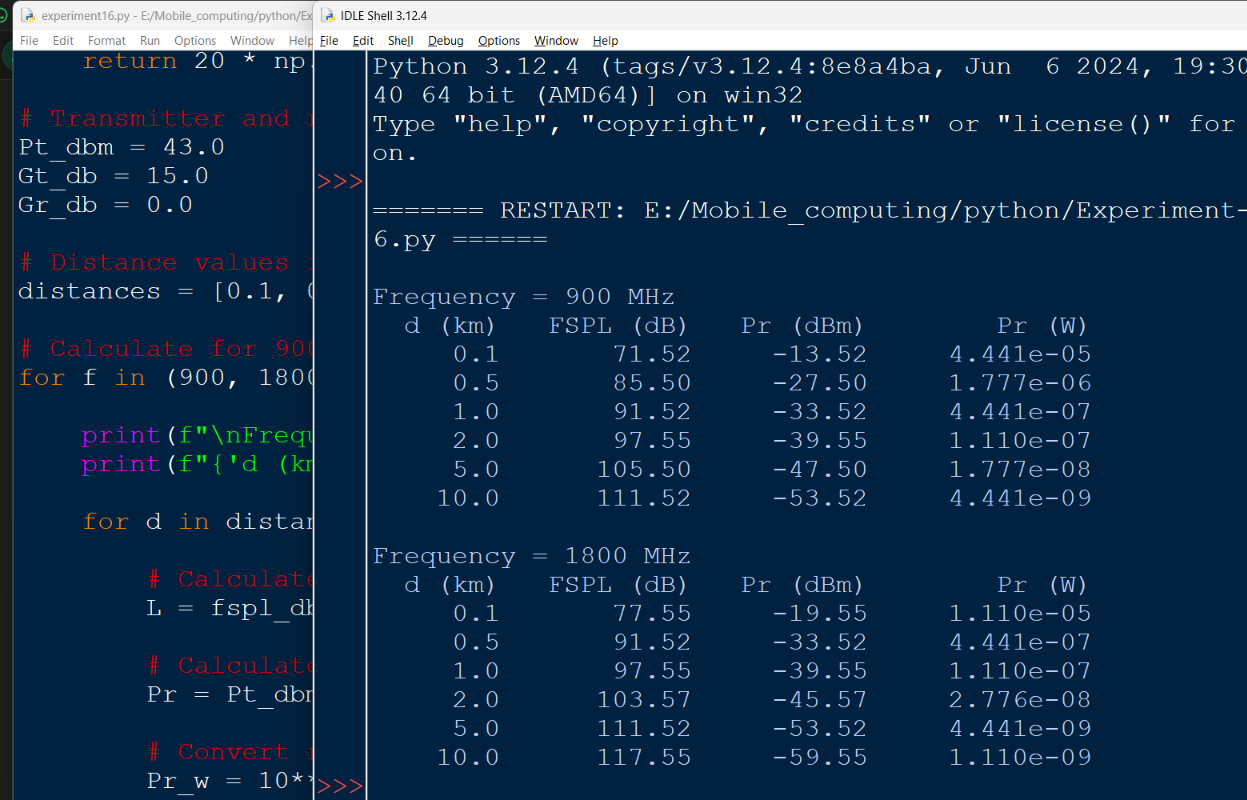 experiment16.py - E:/Mobile_computing/python/Ex
File Edit Format Run Options Window Help
return 20 * np.
# Transmitter and
Pt_dbm = 43.0
Gt_db = 15.0
Gr_db = 0.0
# Distance values
distances = [0.1,
# Calculate for 900
for f in (900, 1800
print(f"\nFrequ
print(f"{'d (km
for d in distan
# Calculate
L = fspl_db
# Calculate
Pr = Pt_dbm
# Convert
Pr_w = 10**
IDLE Shell 3.12.4
File Edit Shell Debug Options Window Help
Python 3.12.4 (tags/v3.12.4:8e8a4ba, Jun  6 2024, 19:30
40 64 bit (AMD64)] on win32
Type "help", "copyright", "credits" or "license()" for
on.
>>>
======= RESTART: E:/Mobile_computing/python/Experiment-
6.py ======
Frequency = 900 MHz
d (km) FSPL (dB) Pr (dBm) Pr (W)
0.1 71.52 -13.52 4.441e-05
0.5 85.50 -27.50 1.777e-06
1.0 91.52 -33.52 4.441e-07
2.0 97.55 -39.55 1.110e-07
5.0 105.50 -47.50 1.777e-08
10.0 111.52 -53.52 4.441e-09
Frequency = 1800 MHz
d (km) FSPL (dB) Pr (dBm) Pr (W)
0.1 77.55 -19.55 1.110e-05
0.5 91.52 -33.52 4.441e-07
1.0 97.55 -39.55 1.110e-07
2.0 103.57 -45.57 2.776e-08
5.0 111.52 -53.52 4.441e-09
10.0 117.55 -59.55 1.110e-09
>>>